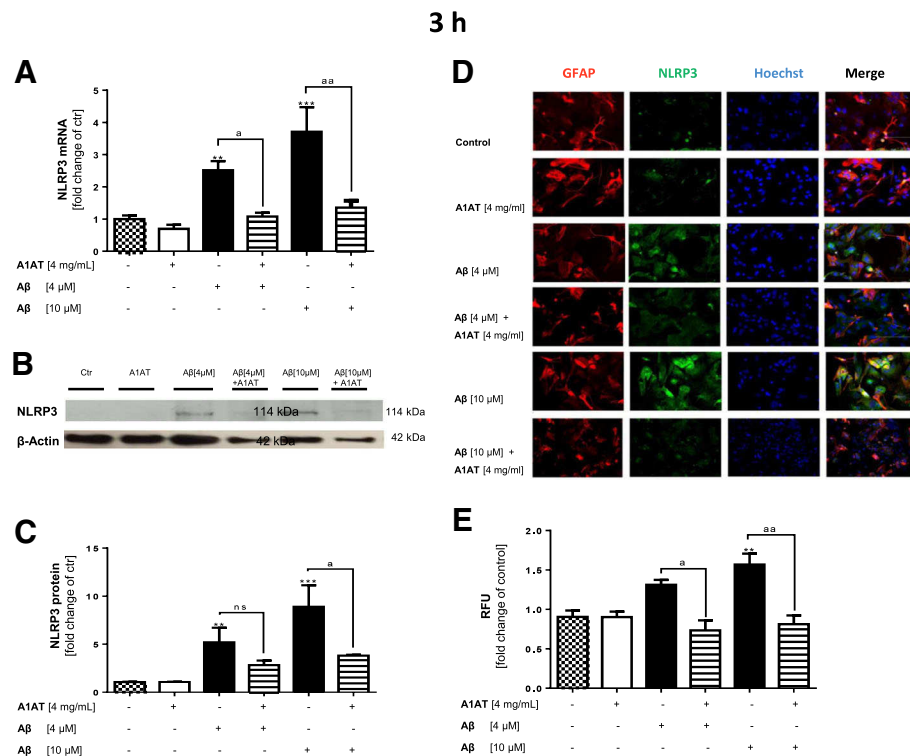 3 h
A
NLRP3 mRNA
[fold change of ctr]
5
4
3
2
1
0
** a *** aa
A1AT [4 mg/mL] - + - + - +
Aβ [4 µM] - - + + - -
Aβ [10 µM] - - - - + +
B
Ctr A1AT Aβ[4µM] Aβ[4µM] +A1AT Aβ[10µM] Aβ[10µM] + A1AT
NLRP3 114 kDa 114 kDa
β-Actin 42 kDa 42 kDa
C
NLRP3 protein
[fold change of ctr]
15
10
5
0
** ns *** a
A1AT [4 mg/mL] - + - + - +
Aβ [4 µM] - - + + - -
Aβ [10 µM] - - - - + +
D
GFAP NLRP3 Hoechst Merge
Control
A1AT [4 mg/ml]
Aβ [4 µM]
Aβ [4 µM] +
A1AT [4 mg/ml]
Aβ [10 µM]
Aβ [10 µM] +
A1AT [4 mg/ml]
E
RFU
[fold change of control]
2.0
1.5
1.0
0.5
0.0
a ** aa
A1AT [4 mg/mL] - + - + - +
Aβ [4 µM] - - + + - -
Aβ [10 µM] - - - - + +